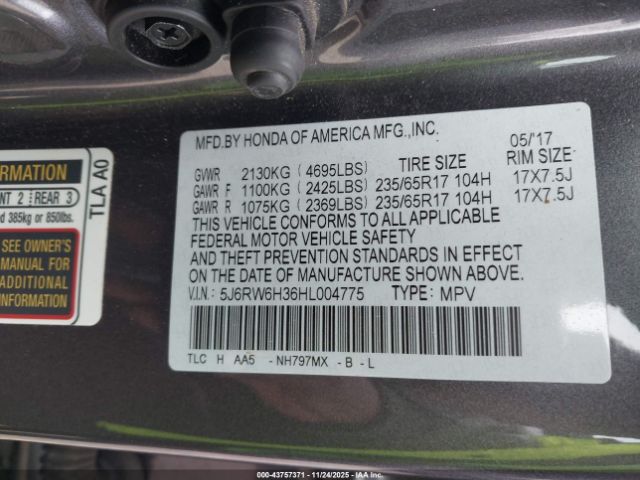 MFD.BY HONDA OF AMERICA MFG.,INC.
05/'17
GVWR 2130KG (4695LBS) TIRE SIZE RIM SIZE
GAWR F 1100KG (2425LBS) 235/65R17 104H 17X7.5J
GAWR R 1075KG (2369LBS) 235/65R17 104H 17X7.5J
THIS VEHICLE CONFORMS TO ALL APPLICABLE
FEDERAL MOTOR VEHICLE SAFETY
AND THEFT PREVENTION STANDARDS IN EFFECT
ON THE DATE OF MANUFACTURE SHOWN ABOVE.
V.I.N.: 5J6RW6H36HL004775 TYPE: MPV
TLC H AA5 - NH797MX - B - L
ORMATION
NT 2 REAR 3
d 385kg or 850lbs.
SEE OWNER'S
MANUAL FOR
ADDITIONAL
INFORMATION
TLA A0
000-43757371 - 11/24/2025 - IAA Inc.